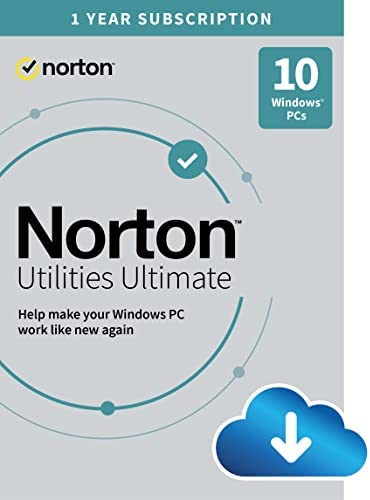 1 YEAR SUBSCRIPTION
norton
10
Windows®
PCs
Norton™
Utilities Ultimate
Help make your Windows PC
work like new again